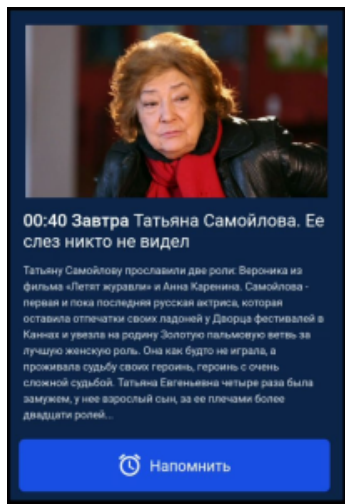 00:40 Завтра Татьяна Самойлова. Ее
слез никто не видел
Татьяну Самойлову прославили две роли: Вероника из
фильма «Летят журавли» и Анна Каренина. Самойлова -
первая и пока последняя русская актриса, которая
оставила отпечатки своих ладоней у Дворца фестивалей в
Каннах и увезла на родину Золотую пальмовую ветвь за
лучшую женскую роль. Она как будто не играла, а
проживала судьбу своих героинь, героинь с очень
сложной судьбой. Татьяна Евгеньевна четыре раза была
замужем, у нее взрослый сын, за ее плечами более
двадцати ролей...
Напомнить